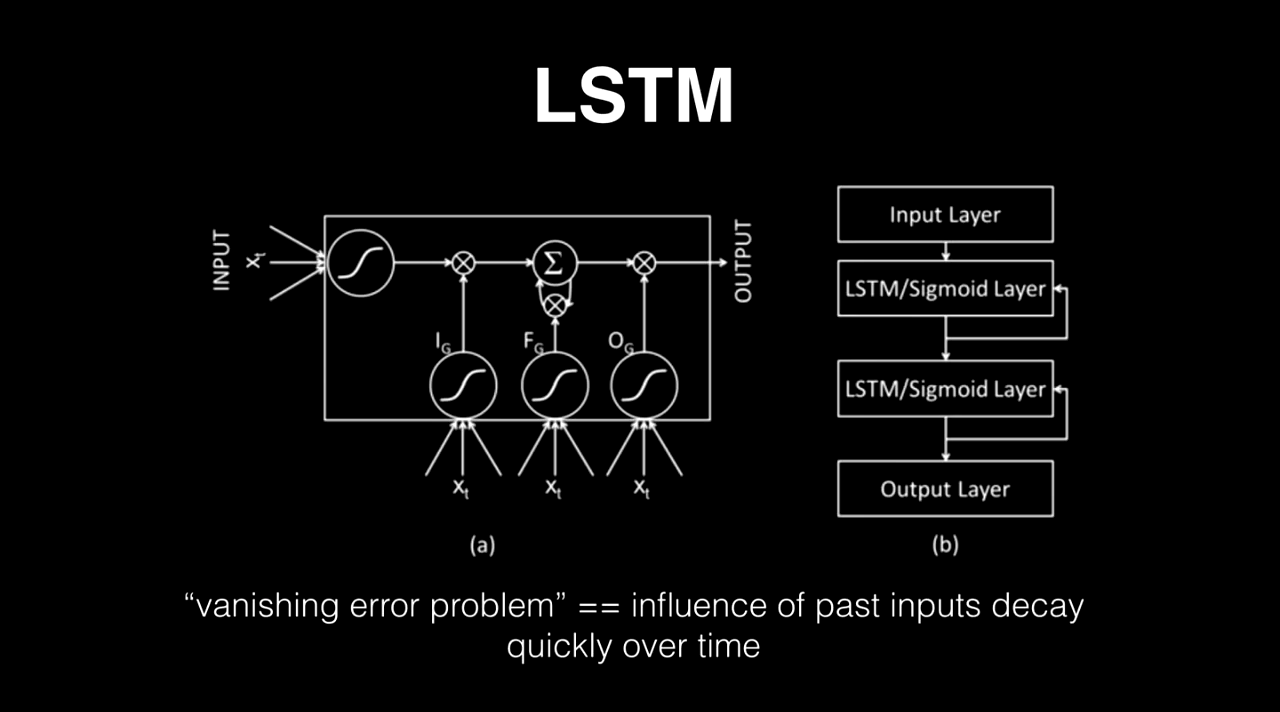 LSTM
INPUT
xt
Σ
OUTPUT
IG
FG
OG
xt
xt
xt
(a)
Input Layer
LSTM/Sigmoid Layer
LSTM/Sigmoid Layer
Output Layer
(b)
“vanishing error problem” == influence of past inputs decay
quickly over time